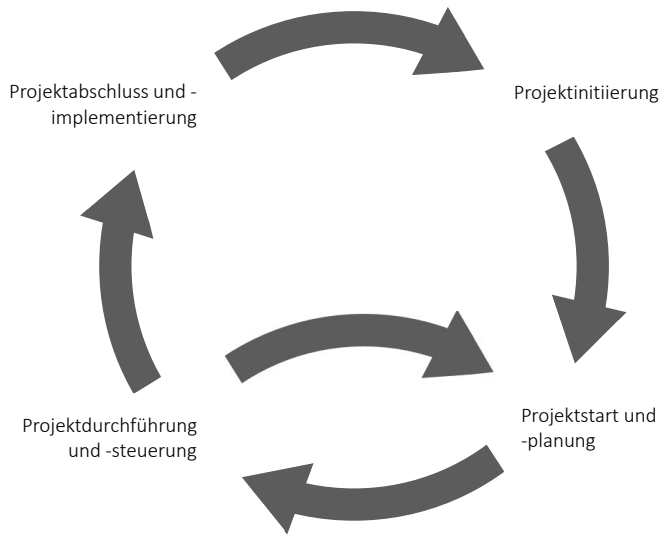 Projektabschluss und -
implementierung
Projektinitiierung
Projektdurchführung
und -steuerung
Projektstart und
-planung